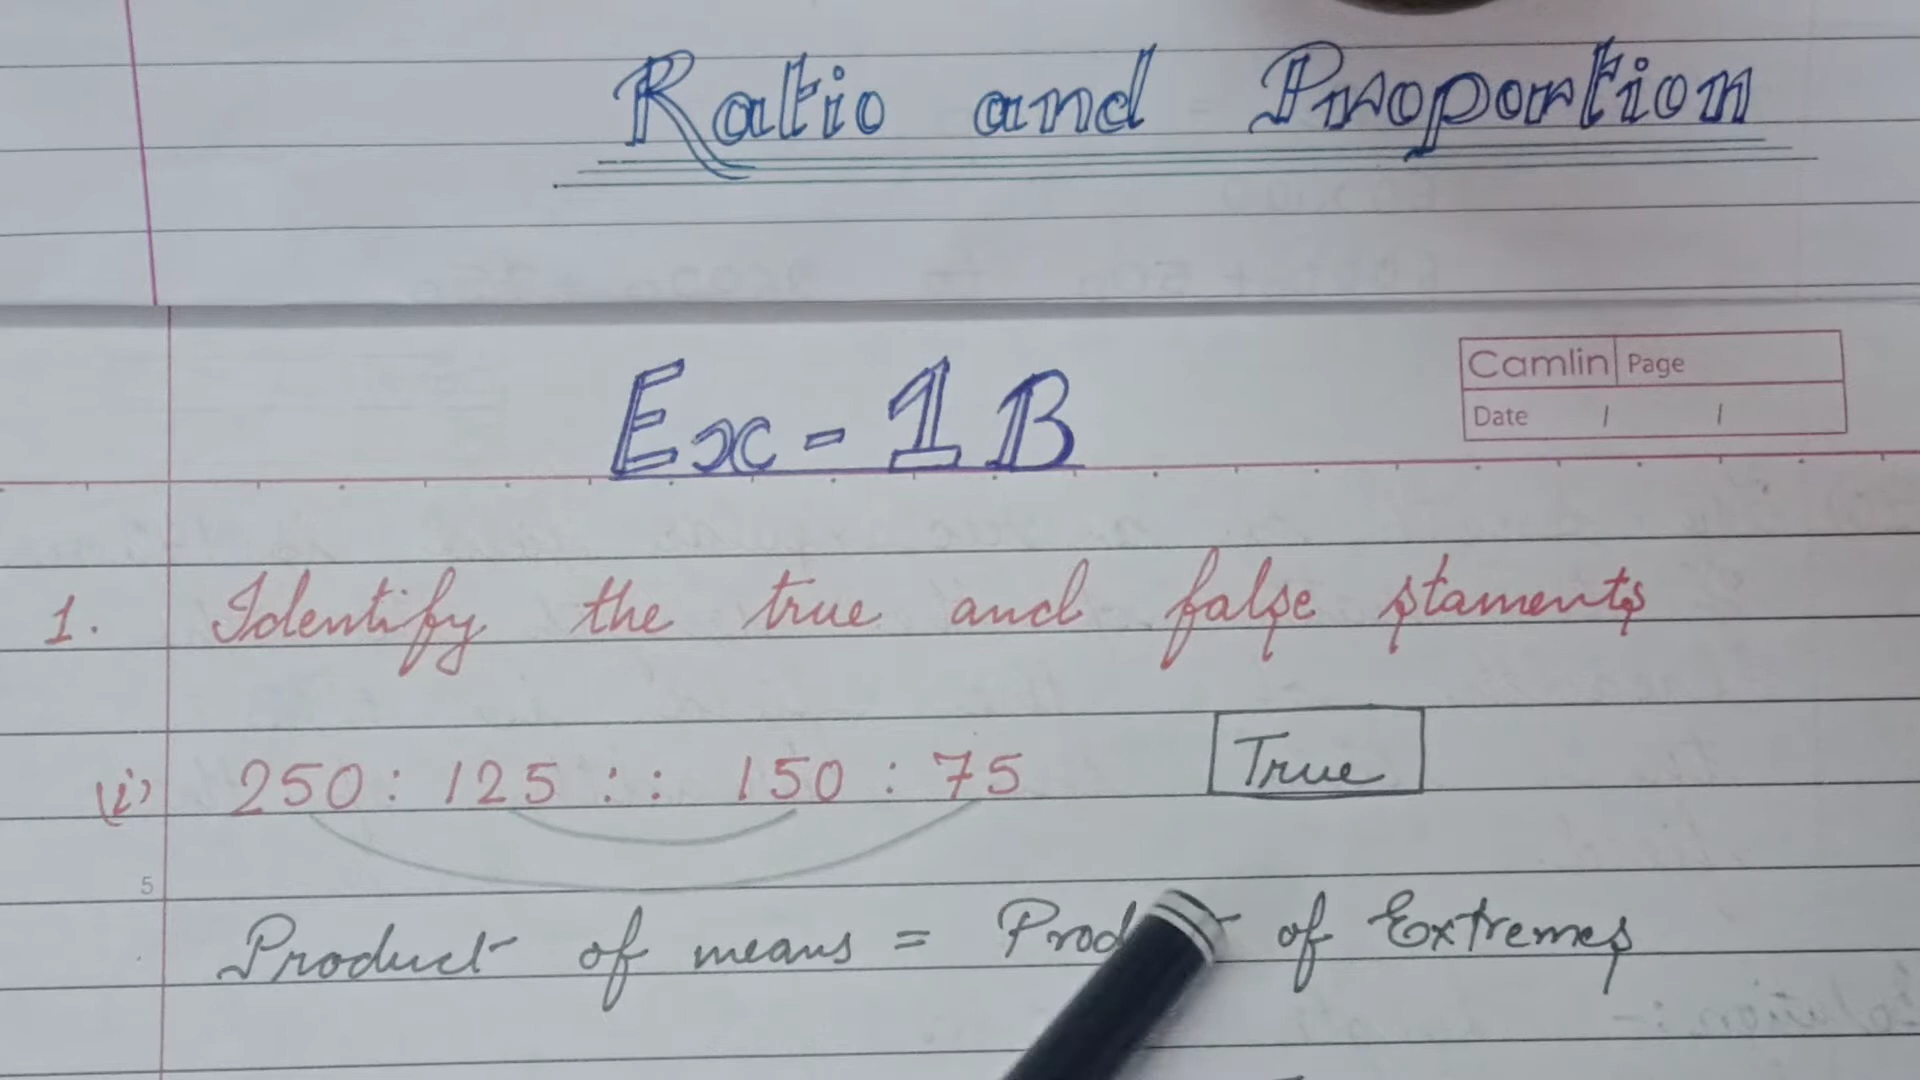 Ratio and Proportion
Ex-1B
Camlin Page
Date / /
1. Identify the true and false staments
(i) 250 : 125 : : 150 : 75 True
5
Product of means = Product of Extremes